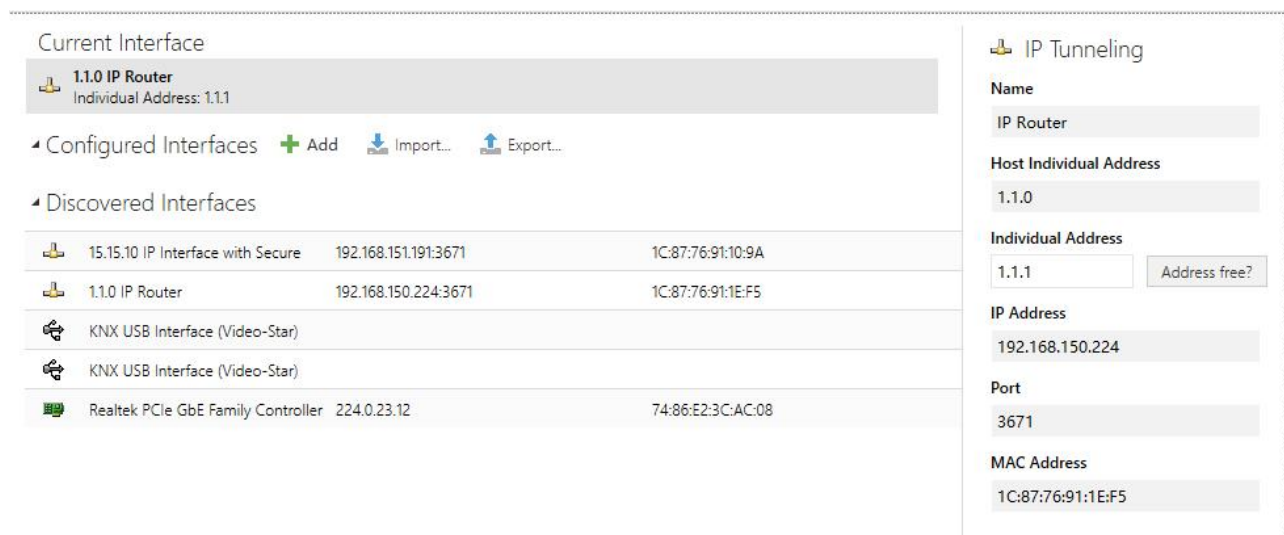 Current Interface
1.1.0 IP Router
Individual Address: 1.1.1
Configured Interfaces Add Import... Export...
Discovered Interfaces
15.15.10 IP Interface with Secure 192.168.151.191:3671 1C:87:76:91:10:9A
1.1.0 IP Router 192.168.150.224:3671 1C:87:76:91:1E:F5
KNX USB Interface (Video-Star)
KNX USB Interface (Video-Star)
Realtek PCIe GbE Family Controller 224.0.23.12 74:86:E2:3C:AC:08
IP Tunneling
Name
IP Router
Host Individual Address
1.1.0
Individual Address
1.1.1 Address free?
IP Address
192.168.150.224
Port
3671
MAC Address
1C:87:76:91:1E:F5